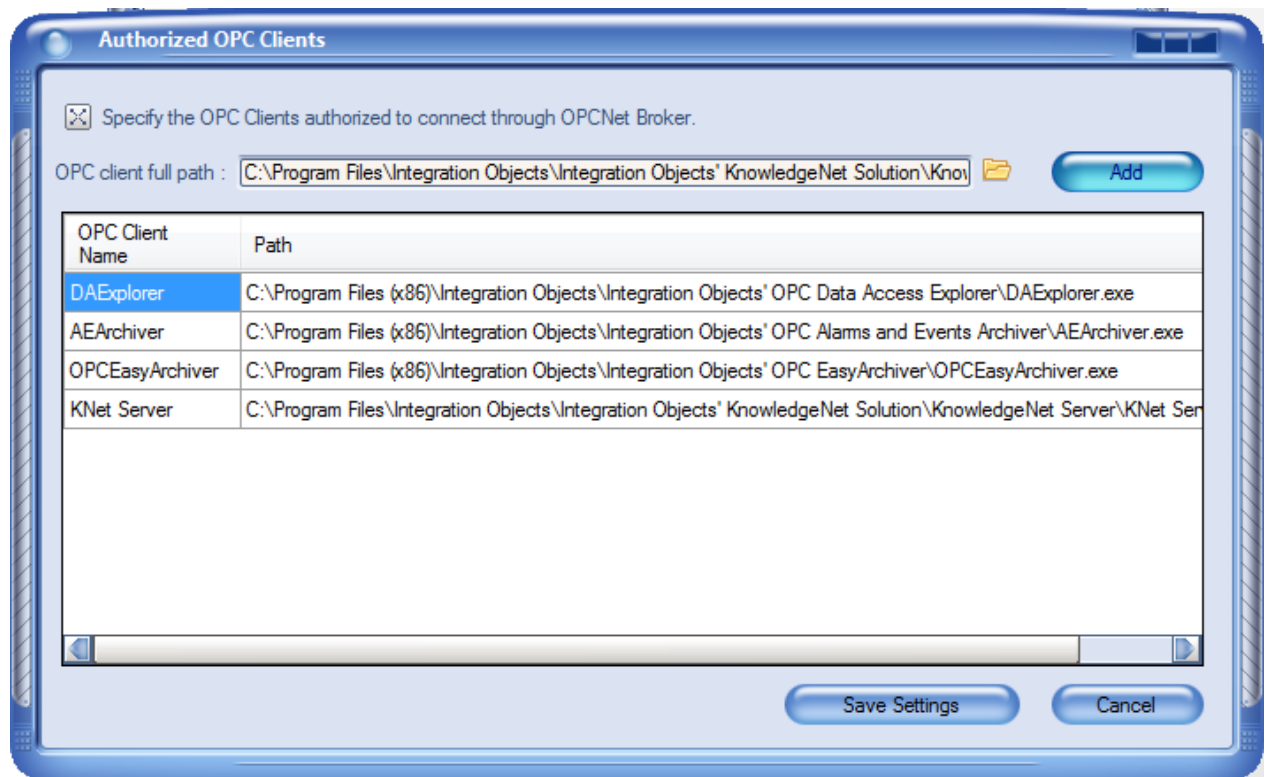 Authorized OPC Clients
Specify the OPC Clients authorized to connect through OPCNet Broker.
OPC client full path : C:\Program Files\Integration Objects\Integration Objects' KnowledgeNet Solution\Know Add
OPC Client
Name
Path
DAExplorer C:\Program Files (x86)\Integration Objects\Integration Objects' OPC Data Access Explorer\DAExplorer.exe
AEArchiver C:\Program Files (x86)\Integration Objects\Integration Objects' OPC Alarms and Events Archiver\AEArchiver.exe
OPCEasyArchiver C:\Program Files (x86)\Integration Objects\Integration Objects' OPC EasyArchiver\OPCEasyArchiver.exe
KNet Server C:\Program Files\Integration Objects\Integration Objects' KnowledgeNet Solution\KnowledgeNet Server\KNet Ser
Save Settings Cancel